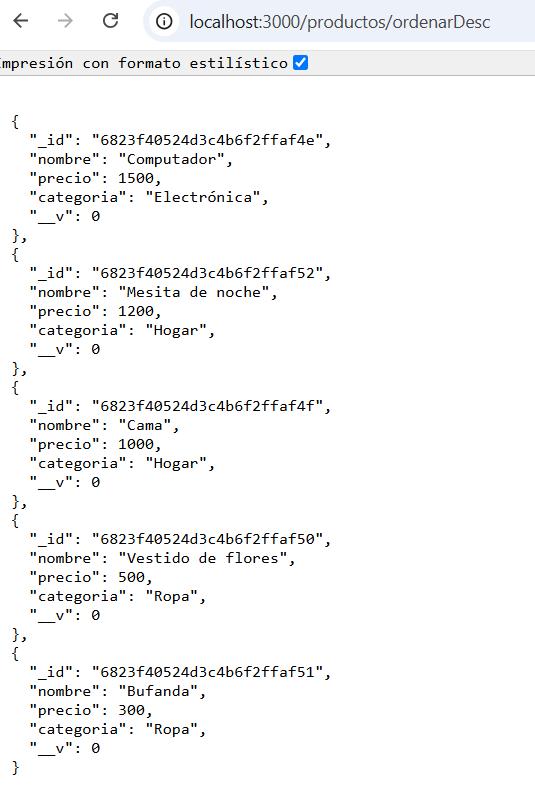 localhost:3000/productos/ordenarDesc
Impresión con formato estilístico
{
"_id": "6823f40524d3c4b6f2ffaf4e",
"nombre": "Computador",
"precio": 1500,
"categoria": "Electrónica",
"__v": 0
},
{
"_id": "6823f40524d3c4b6f2ffaf52",
"nombre": "Mesita de noche",
"precio": 1200,
"categoria": "Hogar",
"__v": 0
},
{
"_id": "6823f40524d3c4b6f2ffaf4f",
"nombre": "Cama",
"precio": 1000,
"categoria": "Hogar",
"__v": 0
},
{
"_id": "6823f40524d3c4b6f2ffaf50",
"nombre": "Vestido de flores",
"precio": 500,
"categoria": "Ropa",
"__v": 0
},
{
"_id": "6823f40524d3c4b6f2ffaf51",
"nombre": "Bufanda",
"precio": 300,
"categoria": "Ropa",
"__v": 0
}